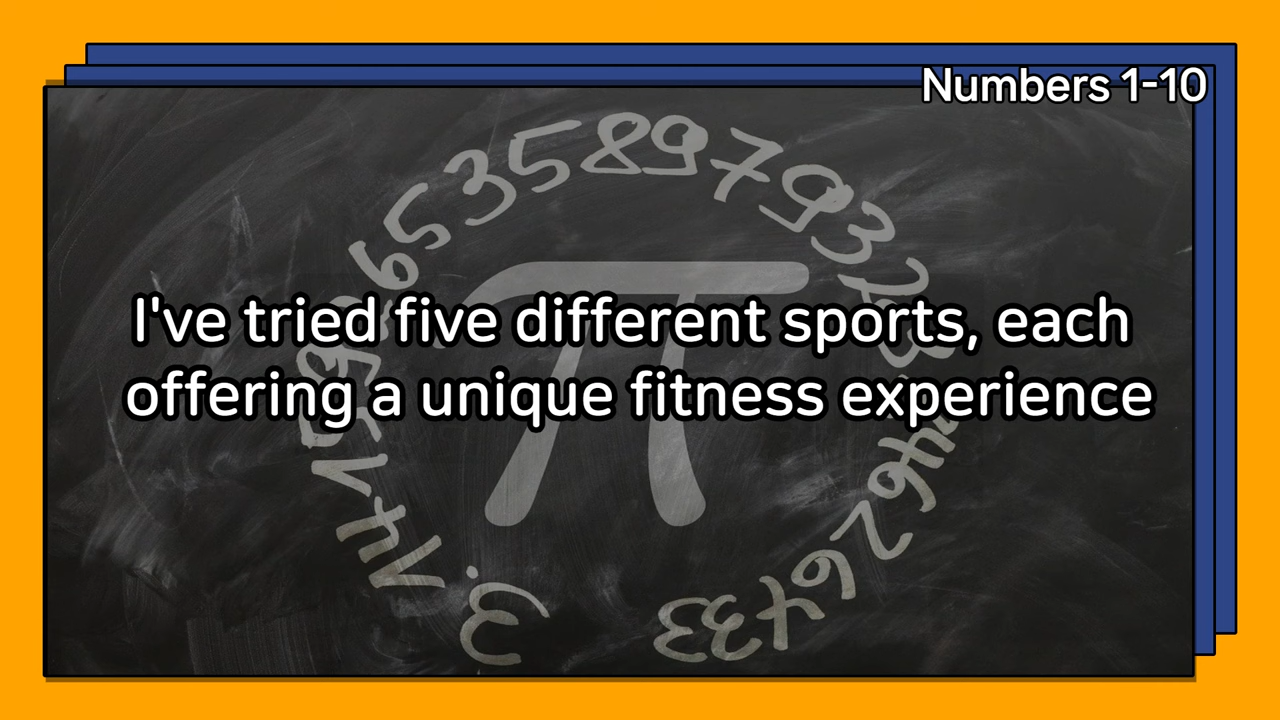 Numbers 1-10
I've tried five different sports, each
offering a unique fitness experience
π